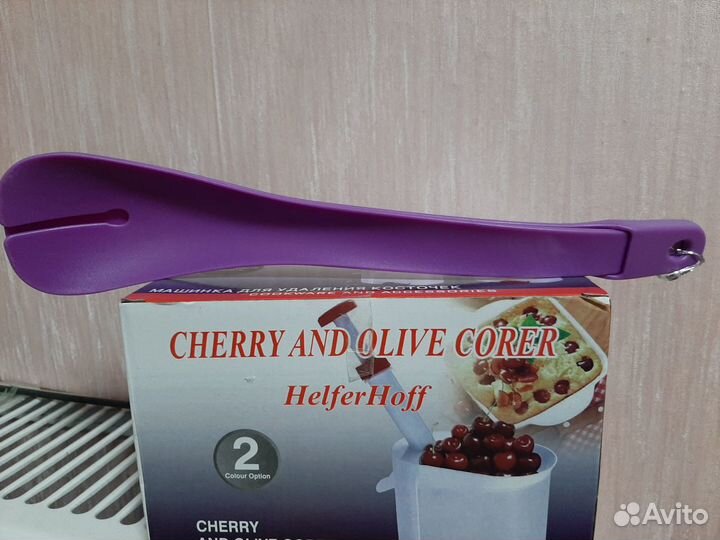 МАШИНКА ДЛЯ УДАЛЕНИЯ КОСТОЧЕК
CHERRY AND OLIVE CORER
HelferHoff
2
Colour Option
CHERRY
Avito